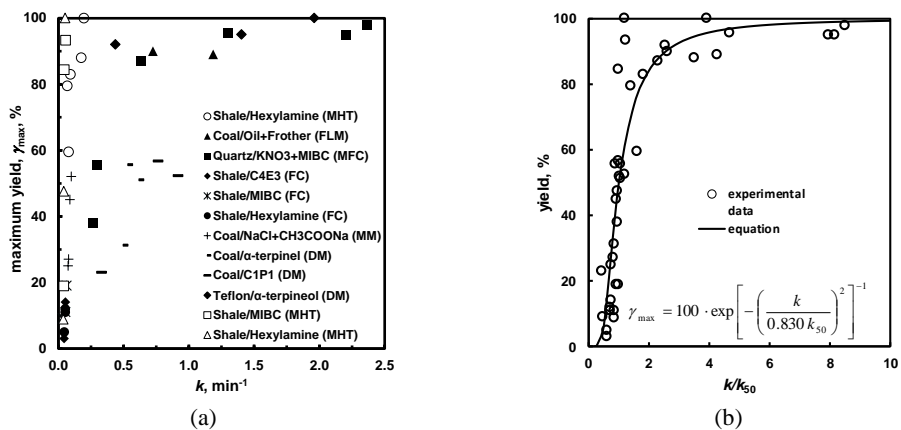 100
80
60
40
20
0
maximum yield, γmax, %
0.0 0.5 1.0 1.5 2.0 2.5
k, min-1
Shale/Hexylamine (MHT)
Coal/Oil+Frother (FLM)
Quartz/KNO3+MIBC (MFC)
Shale/C4E3 (FC)
Shale/MIBC (FC)
Shale/Hexylamine (FC)
Coal/NaCl+CH3COONa (MM)
Coal/α-terpinel (DM)
Coal/C1P1 (DM)
Teflon/α-terpineol (DM)
Shale/MIBC (MHT)
Shale/Hexylamine (MHT)
(a)
100
80
60
40
20
0
yield, %
0 2 4 6 8 10
k/k50
experimental
data
equation
γmax = 100 · exp[-(k/0.830 k50)^2]^-1
(b)